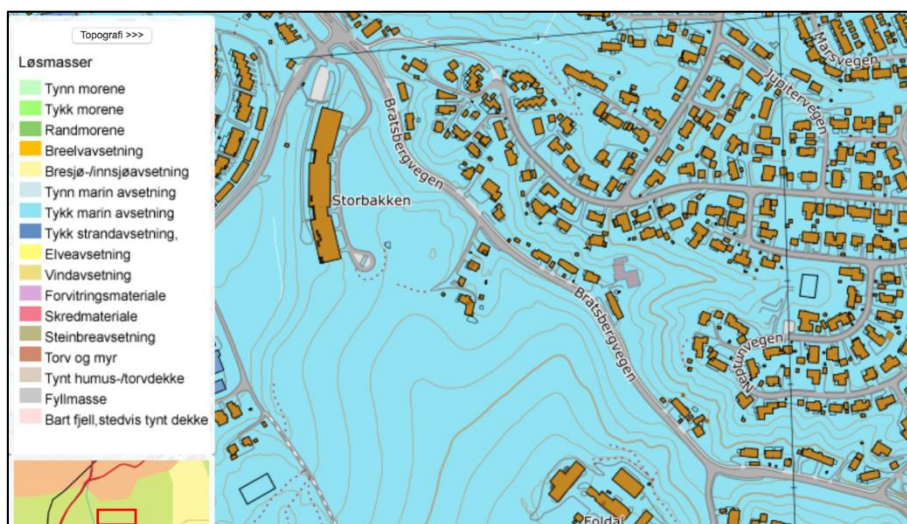 Topografi >>>
Løsmasser
Tynn morene
Tykk morene
Randmorene
Breelvavsetning
Bresjø-/innsjøavsetning
Tynn marin avsetning
Tykk marin avsetning
Tykk strandavsetning,
Elveavsetning
Vindavsetning
Forvitringsmateriale
Skredmateriale
Steinbreavsetning
Torv og myr
Tynt humus-/torvdekke
Fyllmasse
Bart fjell,stedvis tynt dekke
Marsvegen
Jupitervegen
Bratsbergvegen
Storbakken
Bratsbergvegen
Neptunvegen
Foldal